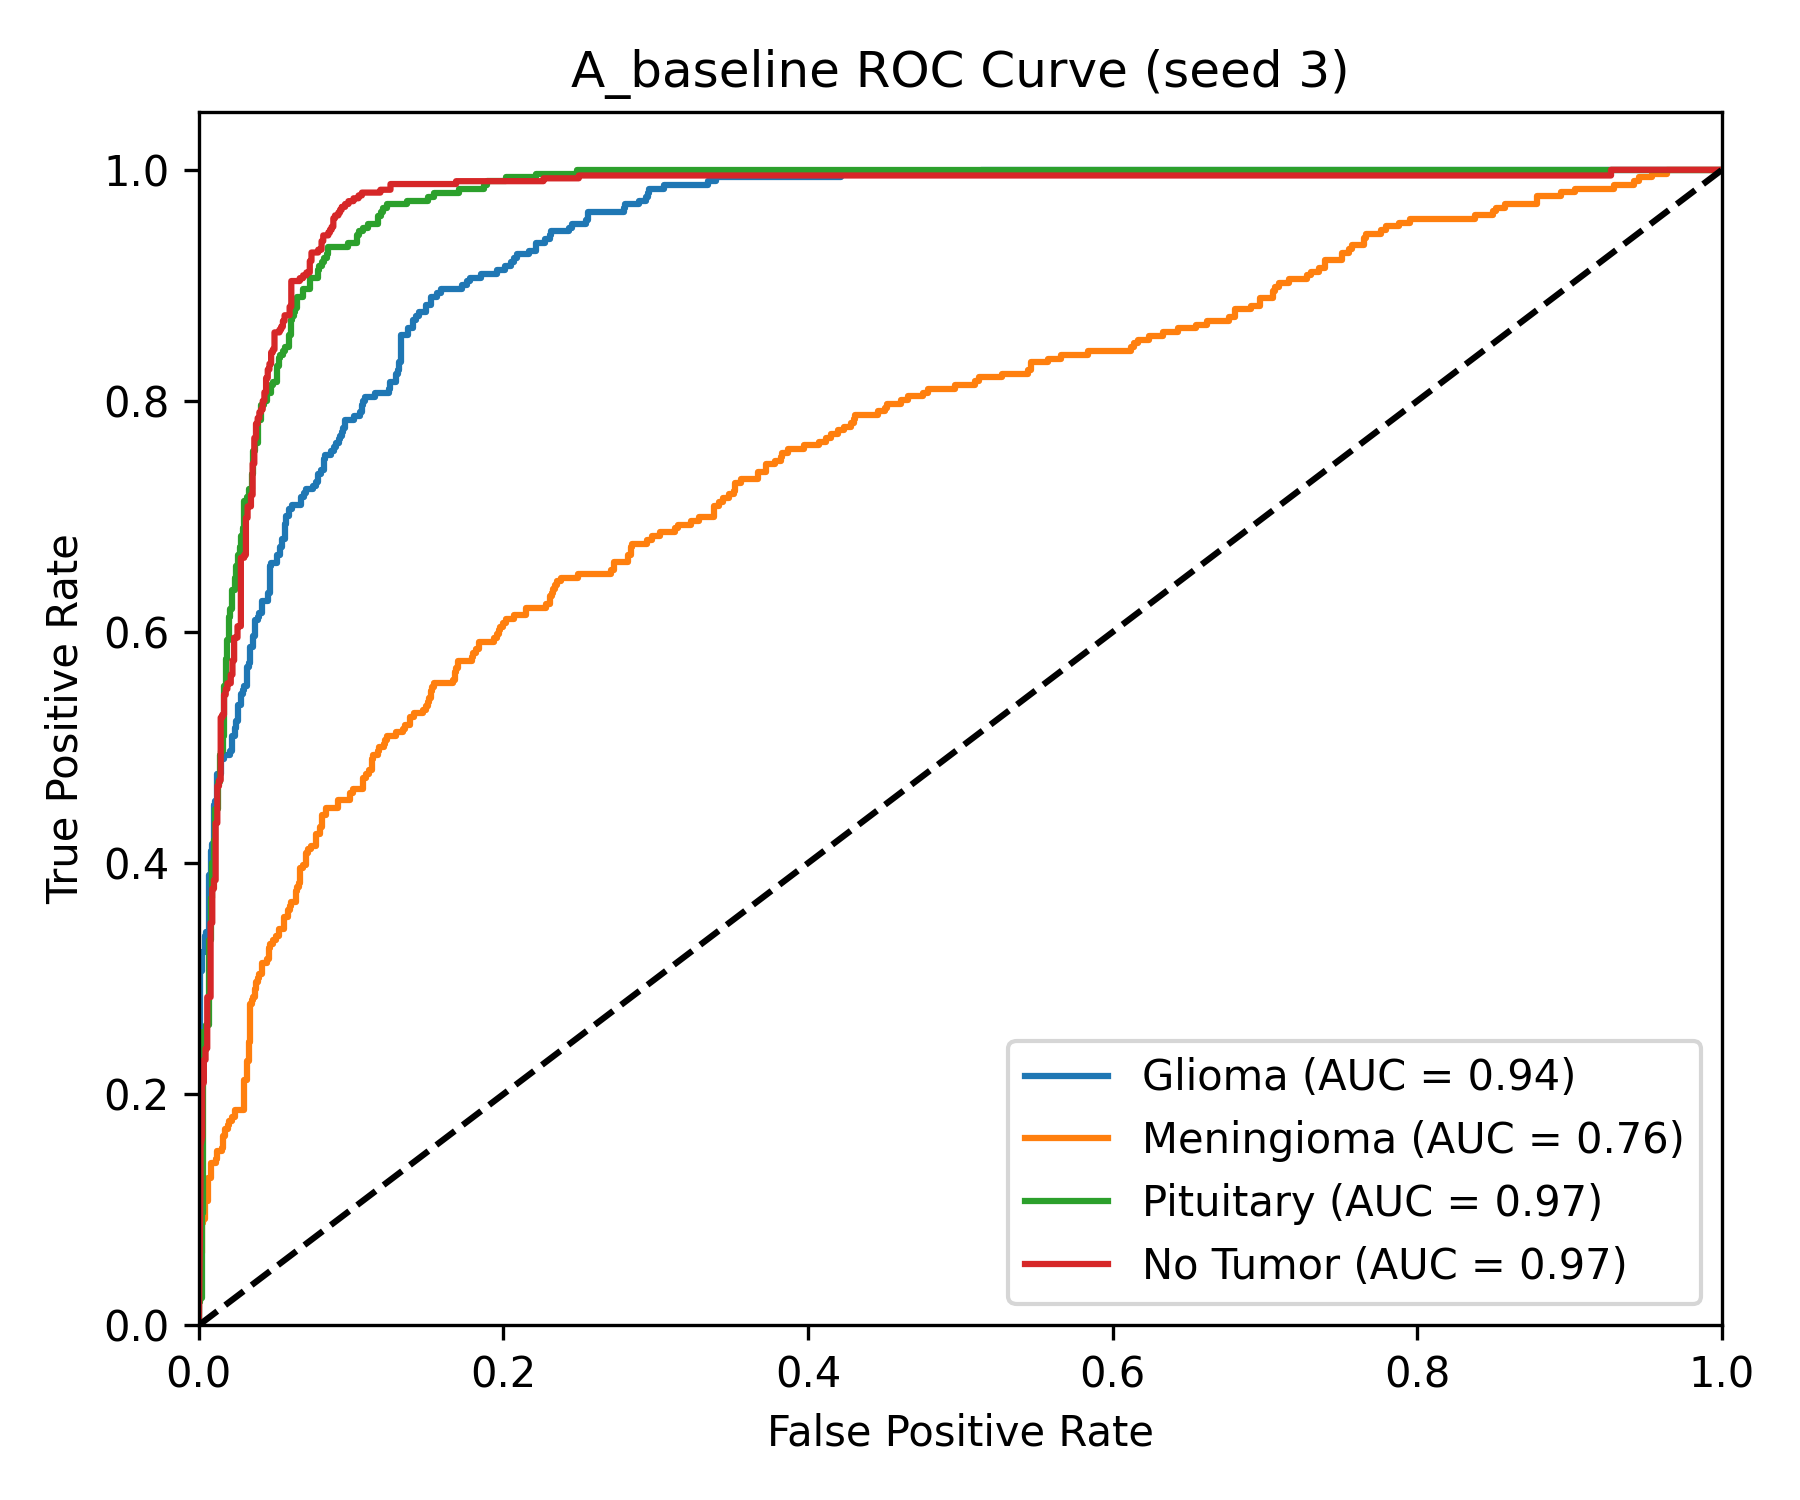 A_baseline ROC Curve (seed 3)
True Positive Rate
1.0
0.8
0.6
0.4
0.2
0.0
0.0 0.2 0.4 0.6 0.8 1.0
False Positive Rate
Glioma (AUC = 0.94)
Meningioma (AUC = 0.76)
Pituitary (AUC = 0.97)
No Tumor (AUC = 0.97)